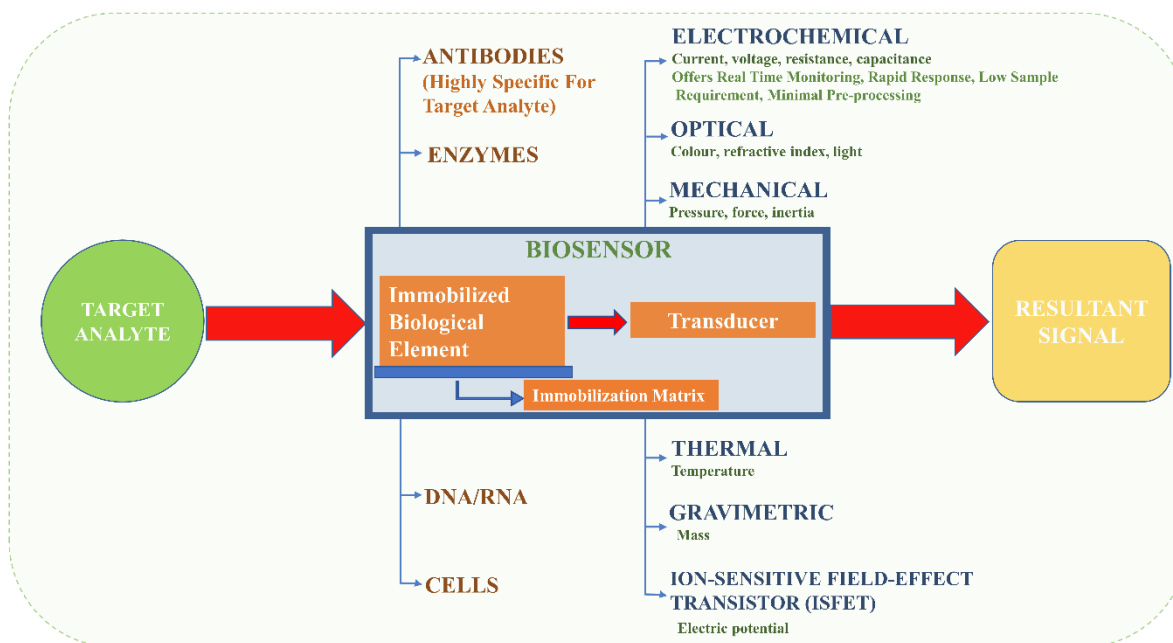 ANTIBODIES
(Highly Specific For
Target Analyte)
ENZYMES
ELECTROCHEMICAL
Current, voltage, resistance, capacitance
Offers Real Time Monitoring, Rapid Response, Low Sample
Requirement, Minimal Pre-processing
OPTICAL
Colour, refractive index, light
MECHANICAL
Pressure, force, inertia
TARGET
ANALYTE
BIOSENSOR
Immobilized
Biological
Element
Transducer
Immobilization Matrix
RESULTANT
SIGNAL
DNA/RNA
CELLS
THERMAL
Temperature
GRAVIMETRIC
Mass
ION-SENSITIVE FIELD-EFFECT
TRANSISTOR (ISFET)
Electric potential